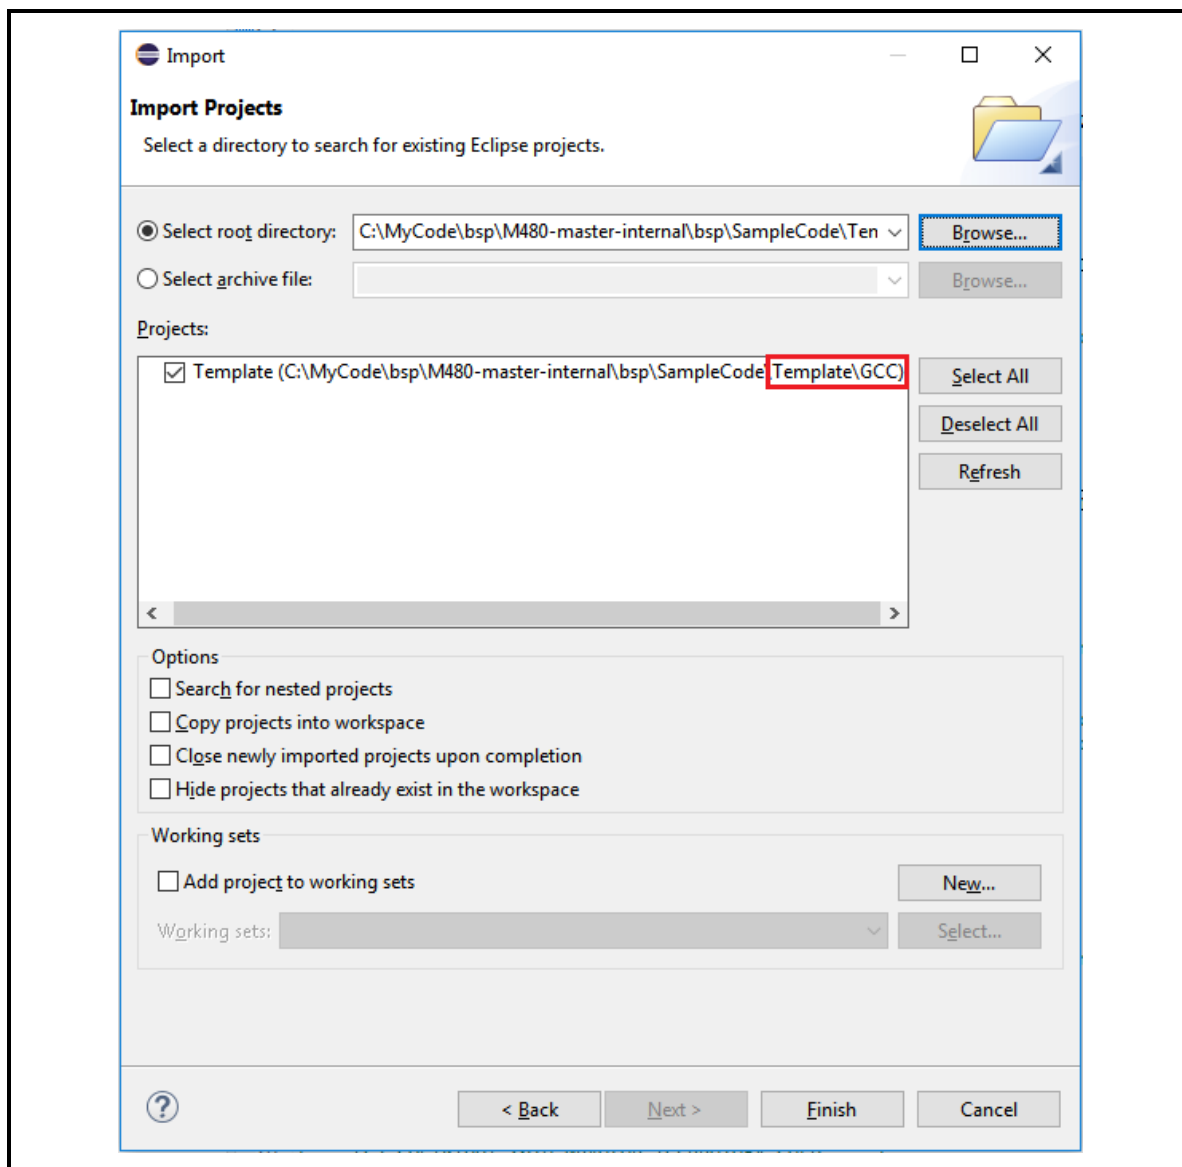 Import
Import Projects
Select a directory to search for existing Eclipse projects.
Select root directory: C:\MyCode\bsp\M480-master-internal\bsp\SampleCode\Ten Browse...
Select archive file: Browse...
Projects:
Template (C:\MyCode\bsp\M480-master-internal\bsp\SampleCode\Template\GCC) Select All
Deselect All
Refresh
Options
Search for nested projects
Copy projects into workspace
Close newly imported projects upon completion
Hide projects that already exist in the workspace
Working sets
Add project to working sets New...
Working sets: Select...
? < Back Next > Finish Cancel